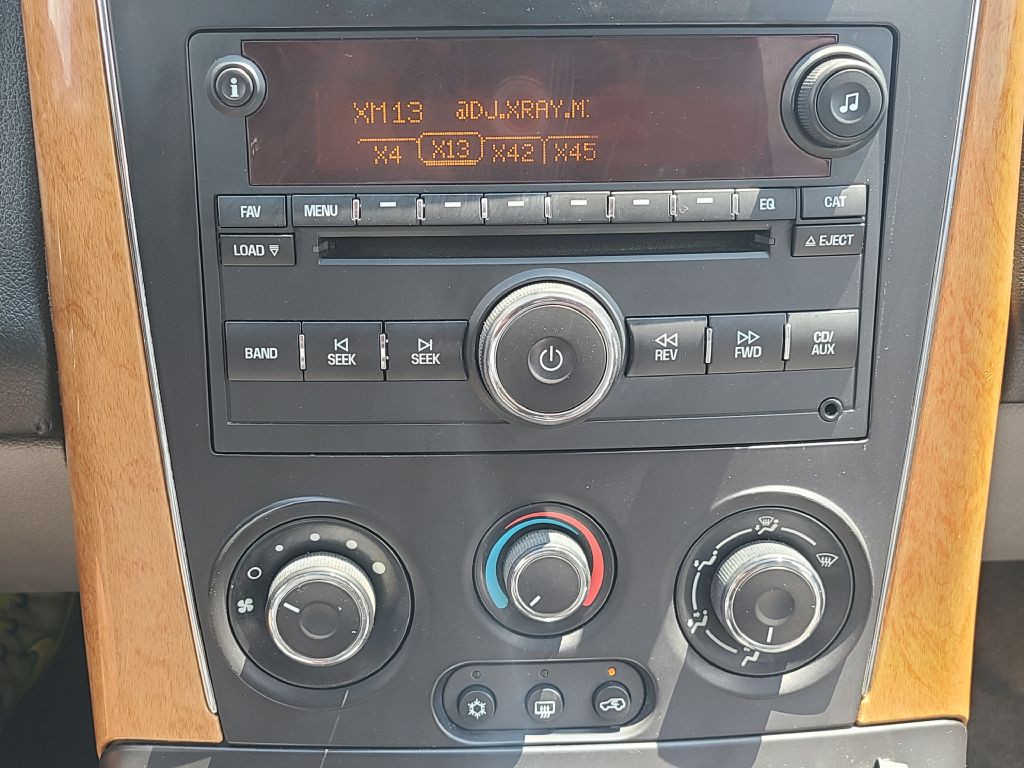 i
XM13 @DJ.XRAY.M
X4 X13 X42 X45
FAV MENU EQ CAT
LOAD EJECT
BAND SEEK SEEK REV FWD CD/
AUX